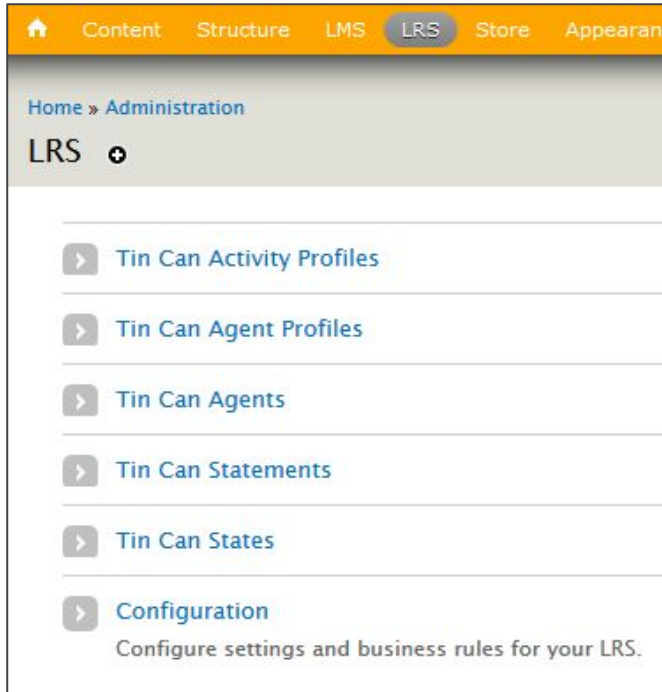 Content Structure LMS LRS Store Appearan
Home » Administration
LRS
Tin Can Activity Profiles
Tin Can Agent Profiles
Tin Can Agents
Tin Can Statements
Tin Can States
Configuration
Configure settings and business rules for your LRS.